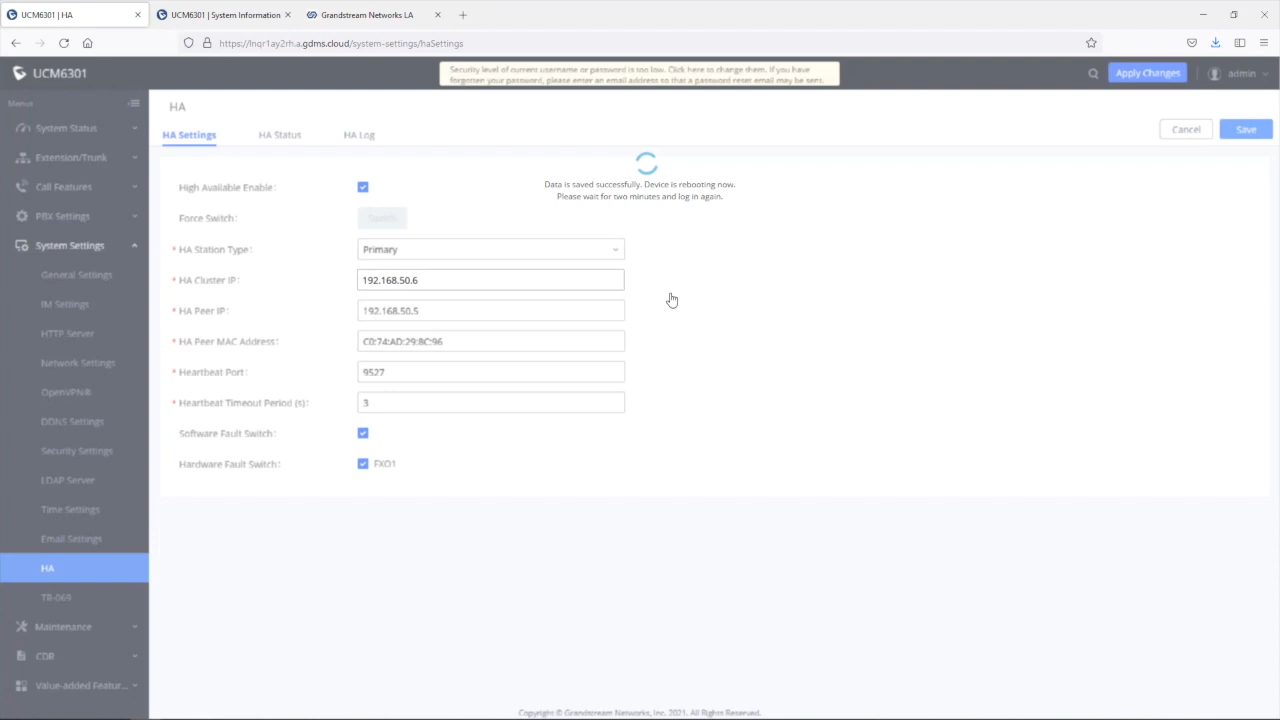 UCM6301 | HA
UCM6301 | System Information
Grandstream Networks LA
https://lnqr1ay2rh.a.gdms.cloud/system-settings/haSettings
UCM6301
Security level of current username or password is too low. Click here to change them. If you have
forgotten your password, please enter an email address so that a password reset email may be sent.
Apply Changes
admin
Menus
HA
System Status
HA Settings
HA Status
HA Log
Cancel
Save
Extension/Trunk
Call Features
PBX Settings
System Settings
General Settings
IM Settings
HTTP Server
Network Settings
OpenVPN®
DDNS Settings
Security Settings
LDAP Server
Time Settings
Email Settings
HA
TR-069
Maintenance
CDR
Value-added Featur...
Data is saved successfully. Device is rebooting now.
Please wait for two minutes and log in again.
High Available Enable:
Force Switch:
Switch
* HA Station Type:
Primary
* HA Cluster IP:
192.168.50.6
* HA Peer IP:
192.168.50.5
* HA Peer MAC Address:
C0:74:AD:29:8C:96
* Heartbeat Port:
9527
* Heartbeat Timeout Period (s):
3
Software Fault Switch:
Hardware Fault Switch:
FXO1
Copyright © Grandstream Networks, Inc. 2021. All Rights Reserved.